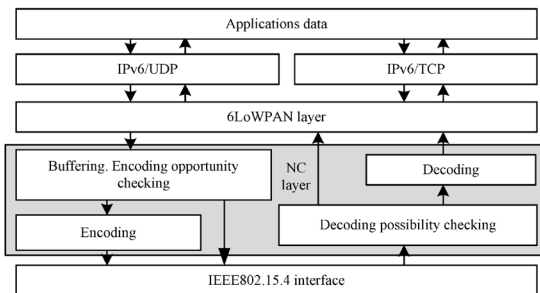 Applications data
IPv6/UDP
IPv6/TCP
6LoWPAN layer
Buffering. Encoding opportunity
checking
NC
layer
Decoding
Encoding
Decoding possibility checking
IEEE802.15.4 interface